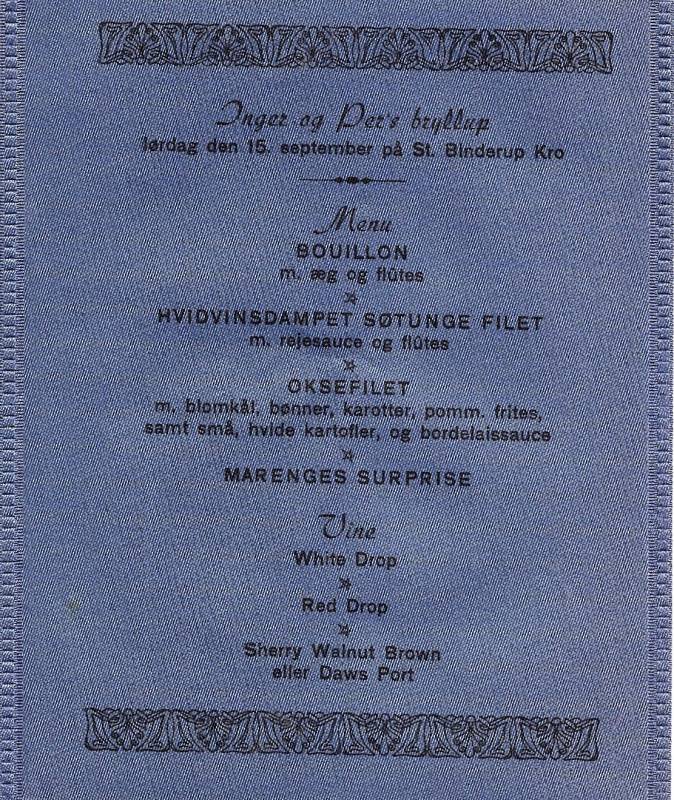 Inger og Per's bryllup
lørdag den 15. september på St. Binderup Kro
Menu
BOUILLON
m. æg og flûtes
HVIDVINSDAMPET SØTUNGE FILET
m. rejesauce og flûtes
OKSEFILET
m. blomkål, bønner, karotter, pomm. frites,
samt små, hvide kartofler, og bordelaissauce
MARENGES SURPRISE
Vine
White Drop
Red Drop
Sherry Walnut Brown
eller Daws Port